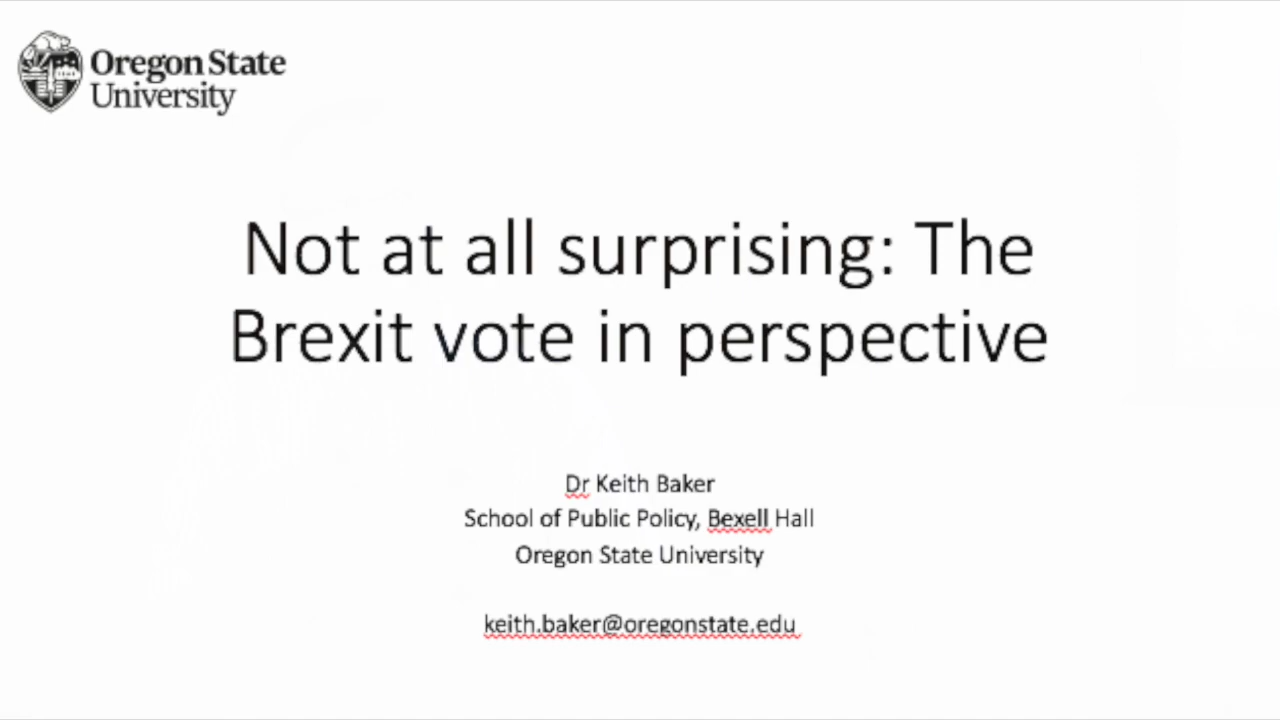 Oregon State
University
Not at all surprising: The
Brexit vote in perspective
Dr Keith Baker
School of Public Policy, Bexell Hall
Oregon State University
keith.baker@oregonstate.edu